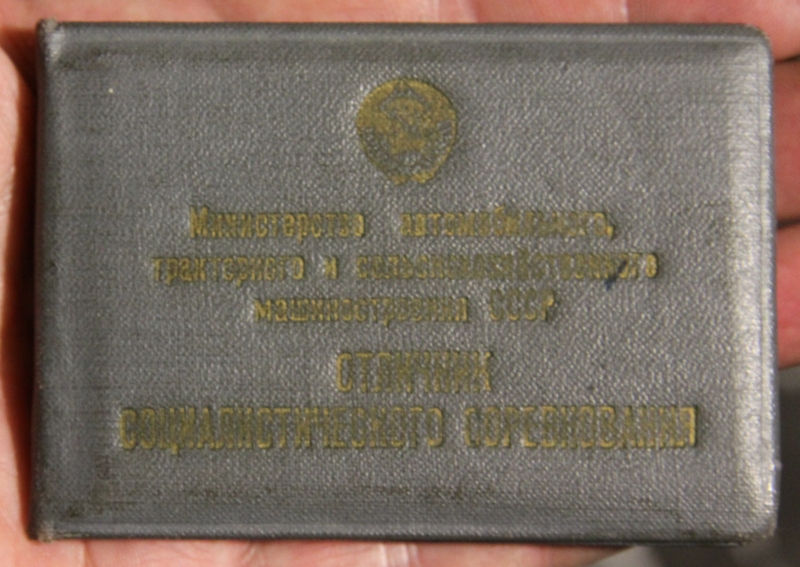 Министерство автомобильного,
тракторного и сельскохозяйственного
машиностроения СССР
ОТЛИЧНИК
СОЦИАЛИСТИЧЕСКОГО СОРЕВНОВАНИЯ